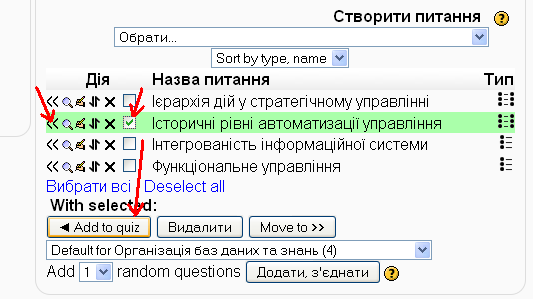 Створити питання
Обрати...
Sort by type, name
Дія Назва питання Тип
Ієрархія дій у стратегічному управлінні
Історичні рівні автоматизації управління
Інтегрованість інформаційної системи
Функціональне управління
Вибрати всі / Deselect all
With selected:
◄ Add to quiz Видалити Move to >>
Default for Організація баз даних та знань (4)
Add 1 random questions Додати, з'єднати